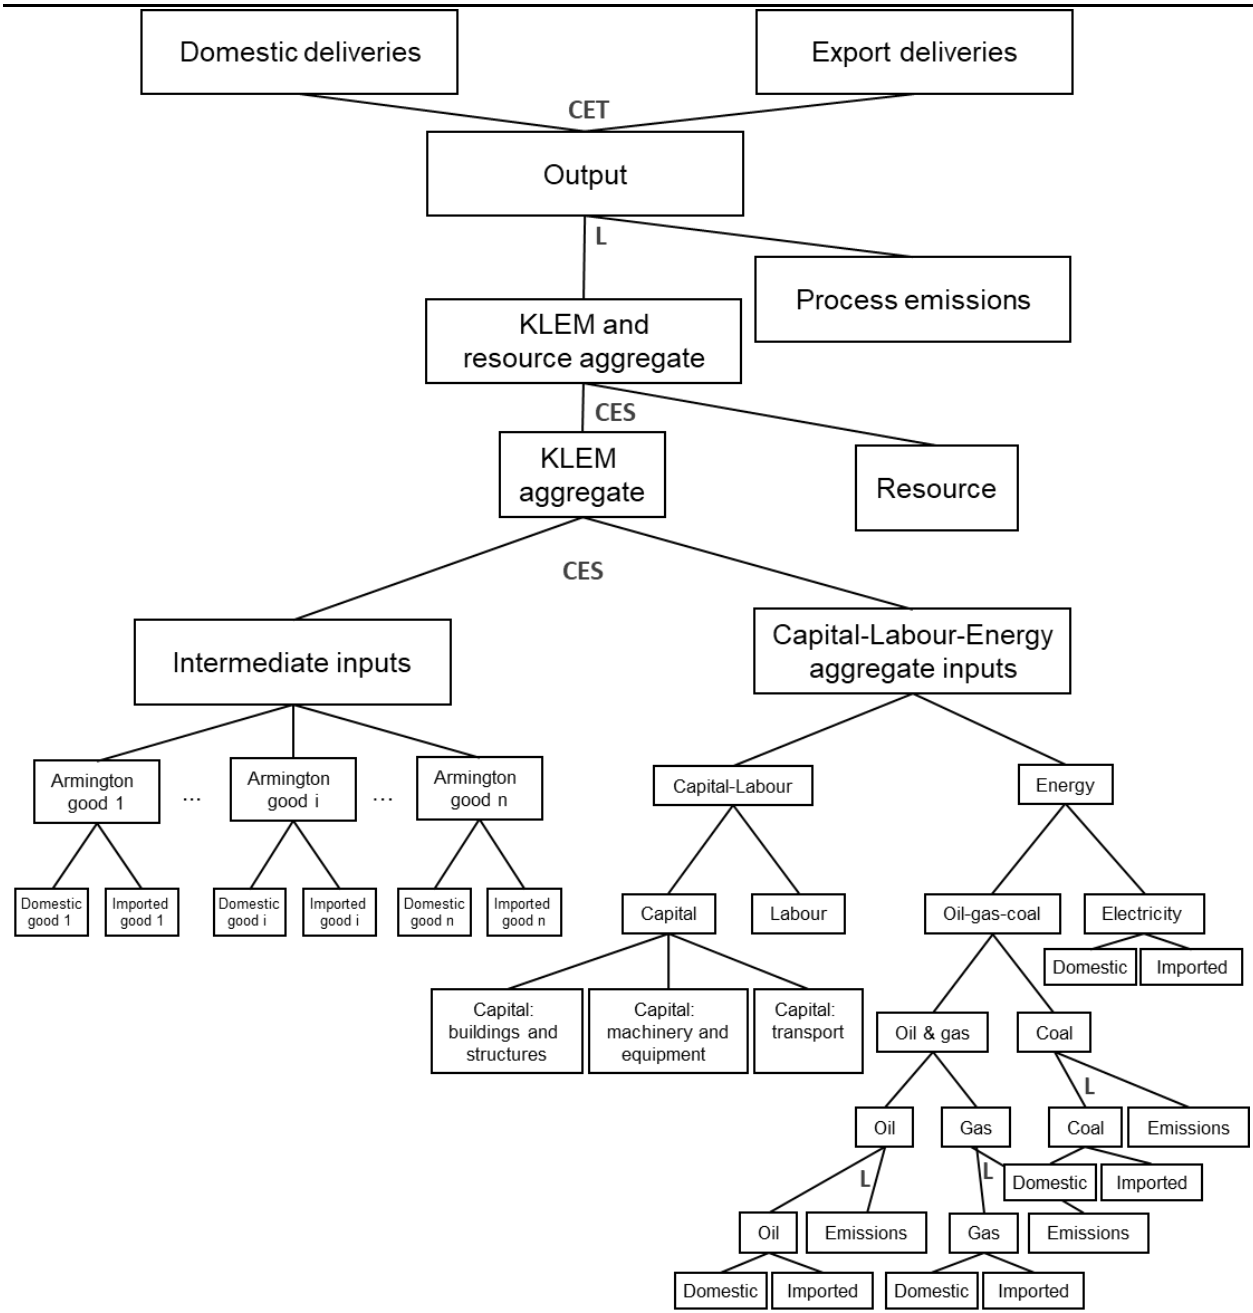 Domestic deliveries
Export deliveries
CET
Output
L
Process emissions
KLEM and
resource aggregate
CES
KLEM
aggregate
Resource
CES
Intermediate inputs
Capital-Labour-Energy
aggregate inputs
Armington
good 1
...
Armington
good i
...
Armington
good n
Capital-Labour
Energy
Domestic
good 1
Imported
good 1
Domestic
good i
Imported
good i
Domestic
good n
Imported
good n
Capital
Labour
Oil-gas-coal
Electricity
Domestic
Imported
Capital:
buildings and
structures
Capital:
machinery and
equipment
Capital:
transport
Oil & gas
Coal
L
Oil
Gas
Coal
Emissions
L
L
Domestic
Imported
Oil
Emissions
Gas
Emissions
Domestic
Imported
Domestic
Imported